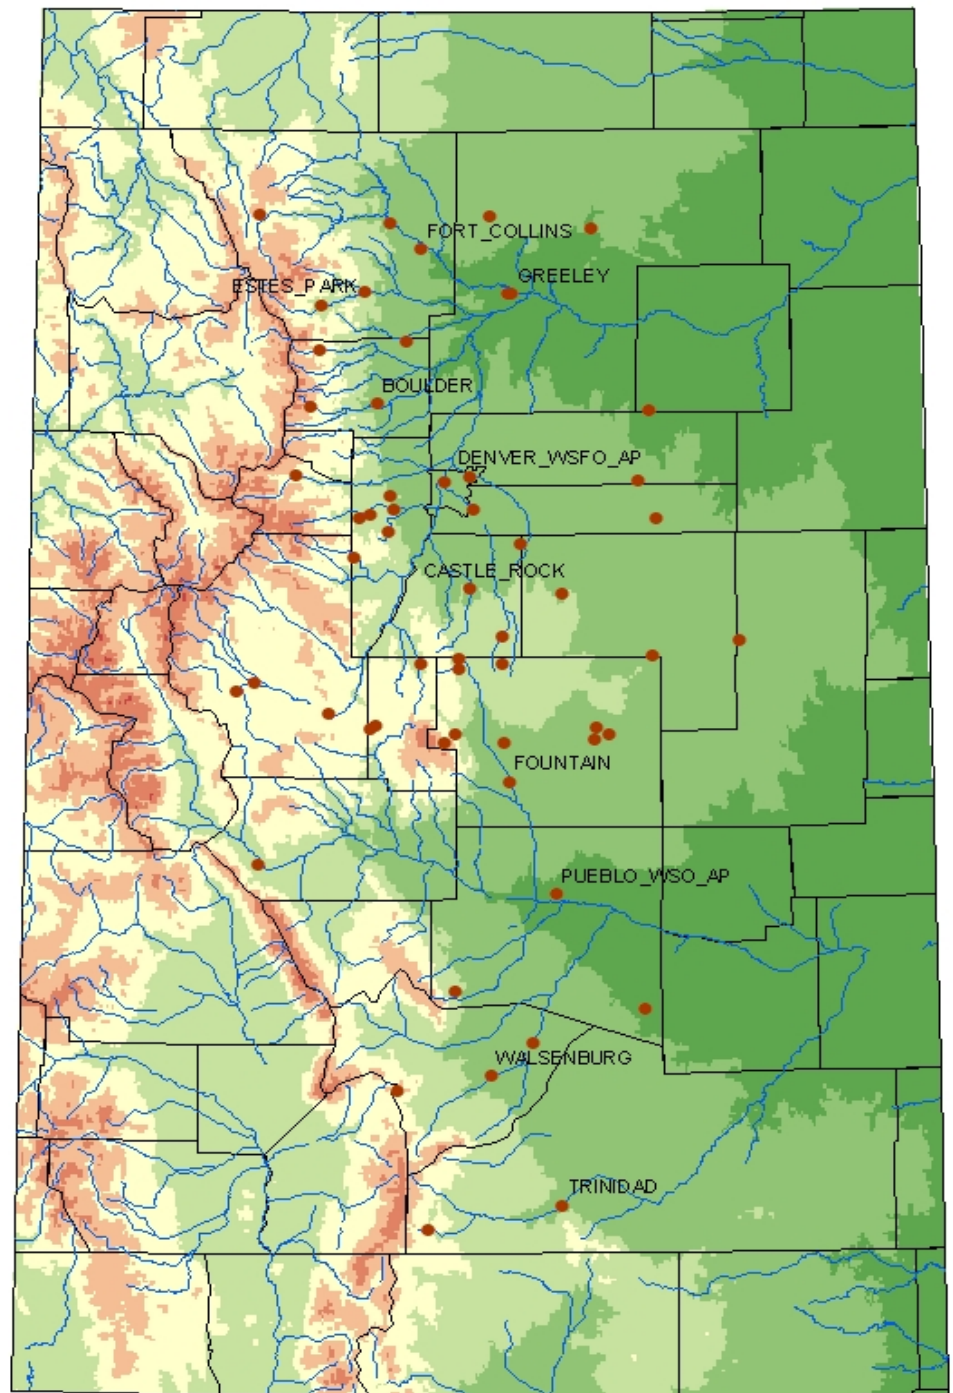 FORT_COLLINS
GREELEY
ESTES_PARK
BOULDER
DENVER_WSFO_AP
CASTLE_ROCK
FOUNTAIN
PUEBLO_WSO_AP
WALSENBURG
TRINIDAD